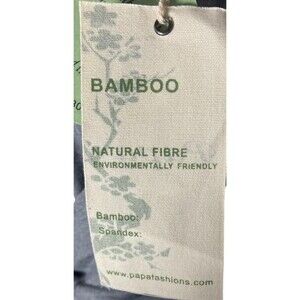 BAMBOO
NATURAL FIBRE
ENVIRONMENTALLY FRIENDLY
Bamboo:
Spandex:
www.papafashions.com